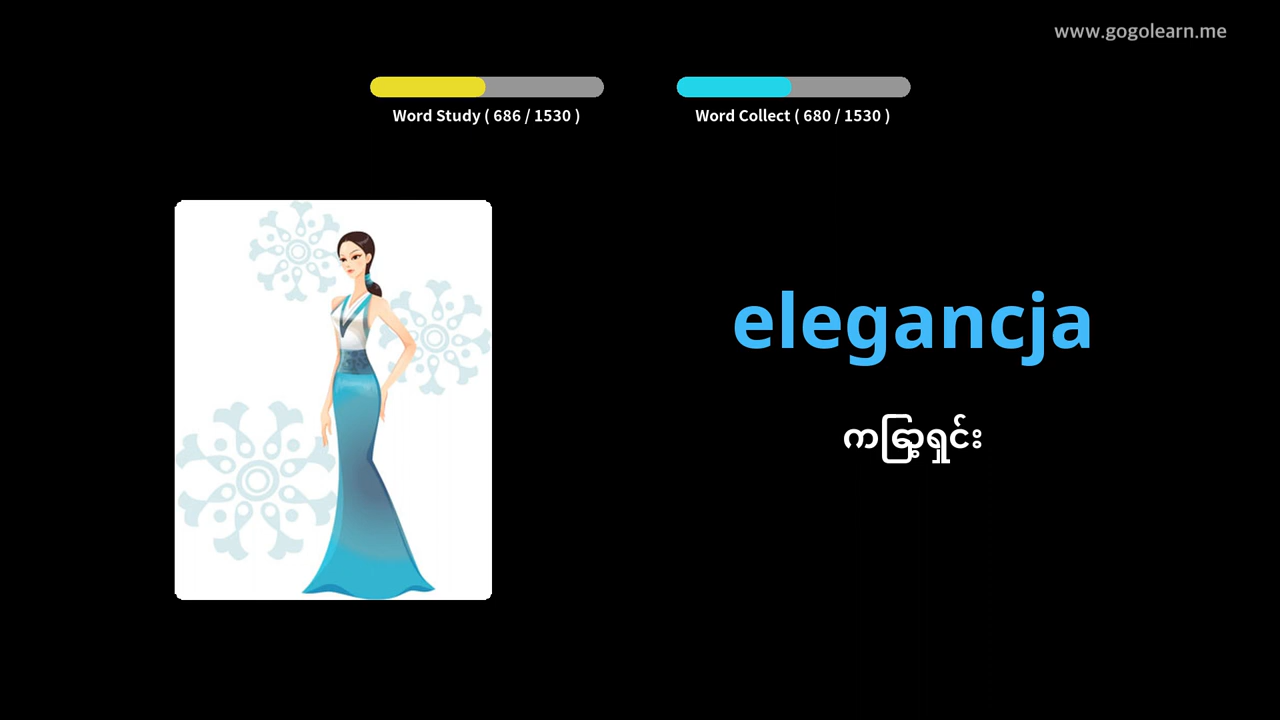 www.gogolearn.me
Word Study ( 686 / 1530 )
Word Collect ( 680 / 1530 )
elegancja
ကြော့ရှင်း